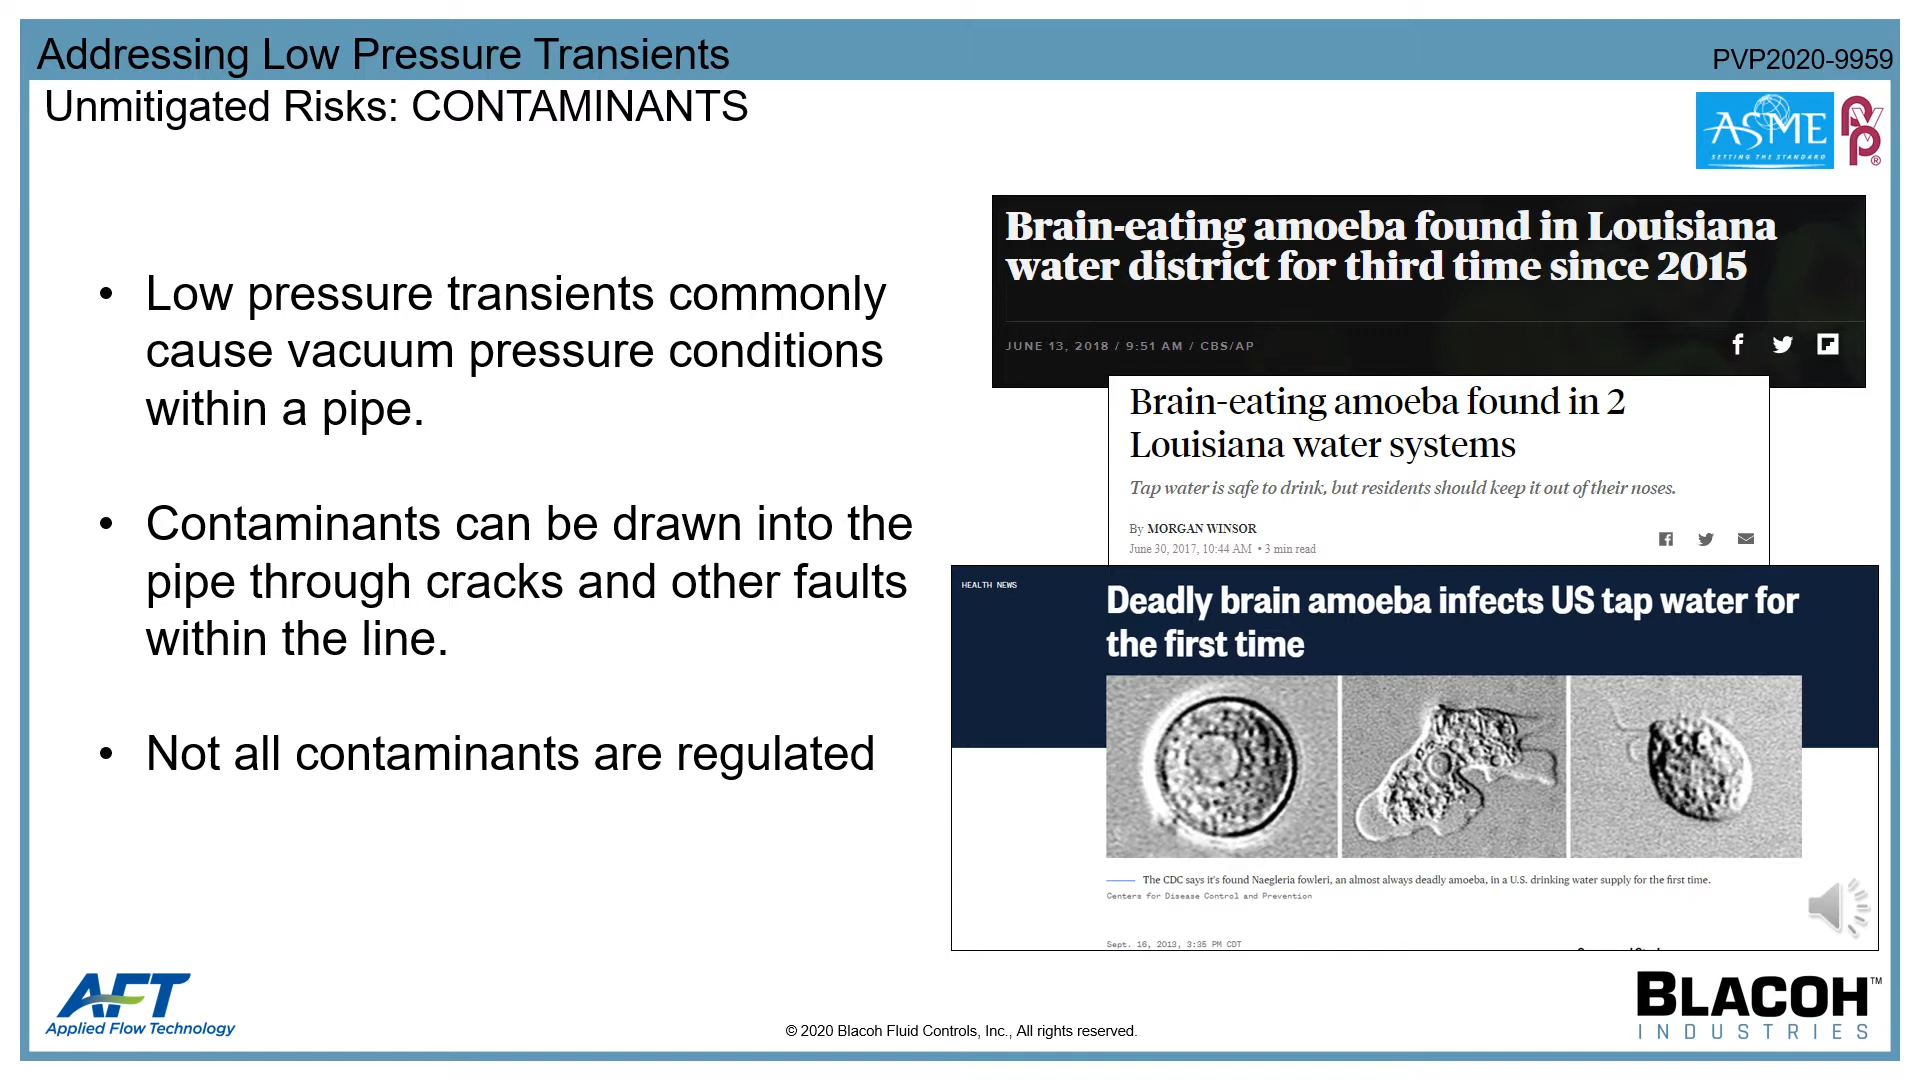 Addressing Low Pressure Transients
PVP2020-9959
Unmitigated Risks: CONTAMINANTS
ASME
SETTING THE STANDARD
PVP
®
• Low pressure transients commonly
cause vacuum pressure conditions
within a pipe.
• Contaminants can be drawn into the
pipe through cracks and other faults
within the line.
• Not all contaminants are regulated
Brain-eating amoeba found in Louisiana
water district for third time since 2015
JUNE 13, 2018 / 9:51 AM / CBS/AP
Brain-eating amoeba found in 2
Louisiana water systems
Tap water is safe to drink, but residents should keep it out of their noses.
By MORGAN WINSOR
June 30, 2017, 10:44 AM • 3 min read
HEALTH NEWS
Deadly brain amoeba infects US tap water for
the first time
The CDC says it's found Naegleria fowleri, an almost always deadly amoeba, in a U.S. drinking water supply for the first time.
Centers for Disease Control and Prevention
Sept. 16, 2013, 3:35 PM CDT
AFT
Applied Flow Technology
© 2020 Blacoh Fluid Controls, Inc., All rights reserved.
BLACOH™
INDUSTRIES